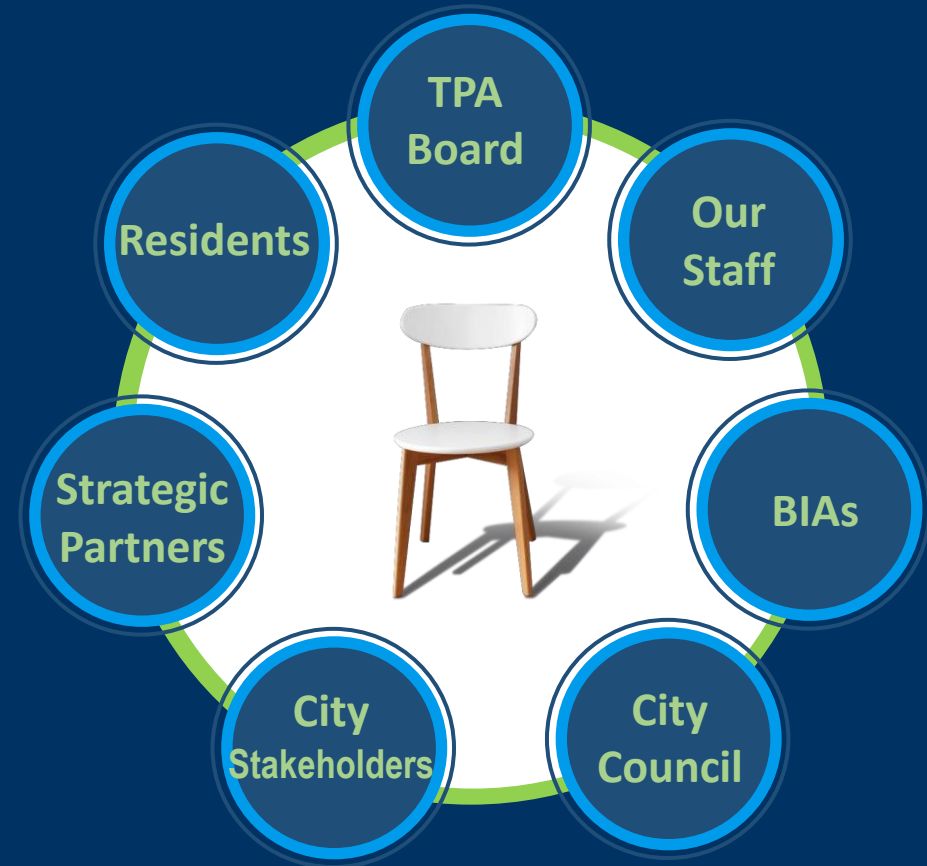 TPA
Board
Our
Staff
BIAs
City
Council
City
Stakeholders
Strategic
Partners
Residents